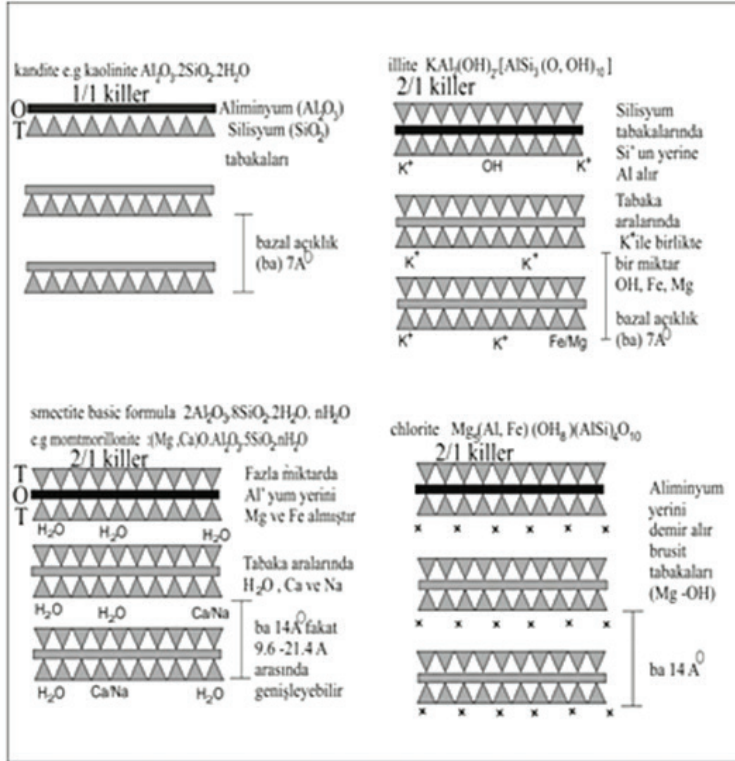 kandite e.g kaolinite Al₂O₃.2SiO₂.2H₂O
1/1 killer
O
T
Aliminyum (Al₂O₃)
Silisyum (SiO₂)
tabakaları
bazal açıklık
(ba) 7A⁰
illite KAl₂(OH)₂[AlSi₃(O, OH)₁₀]
2/1 killer
Silisyum
tabakalarında
Si' un yerine
Al alır
K⁺ OH K⁺
Tabaka
aralarında
K⁺ile birlikte
bir miktar
OH, Fe, Mg
K⁺ K⁺
bazal açıklık
(ba) 7A⁰
K⁺ K⁺ Fe/Mg
smectite basic formula 2Al₂O₃.8SiO₂.2H₂O. nH₂O
e.g momtmorillonite :(Mg ,Ca)O.Al₂O₃.5SiO₂.nH₂O
2/1 killer
T
O
T
Fazla miktarda
Al' yum yerini
Mg ve Fe almıştır
H₂O H₂O H₂O
Tabaka aralarında
H₂O , Ca ve Na
H₂O H₂O Ca/Na
ba 14A⁰fakat
9.6 -21.4 A
arasında
genişleyebilir
H₂O Ca/Na H₂O
chlorite Mg₅(Al, Fe) (OH₈)(AlSi)₄O₁₀
2/1 killer
Aliminyum
yerini
demir alır
brusit
tabakaları
(Mg -OH)
x x x x x x
x x x x x x
ba 14 A⁰
x x x x x x